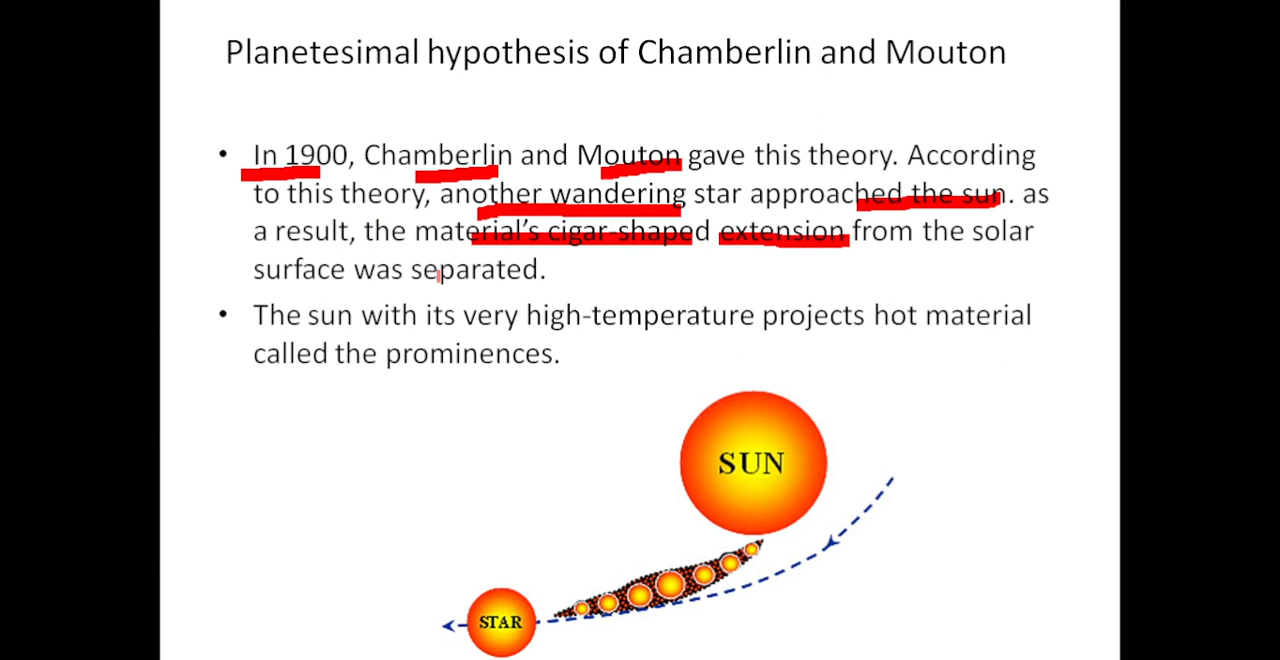 Planetesimal hypothesis of Chamberlin and Mouton
• In 1900, Chamberlin and Mouton gave this theory. According
to this theory, another wandering star approached the sun. as
a result, the material's cigar-shaped extension from the solar
surface was separated.
• The sun with its very high-temperature projects hot material
called the prominences.
SUN
STAR